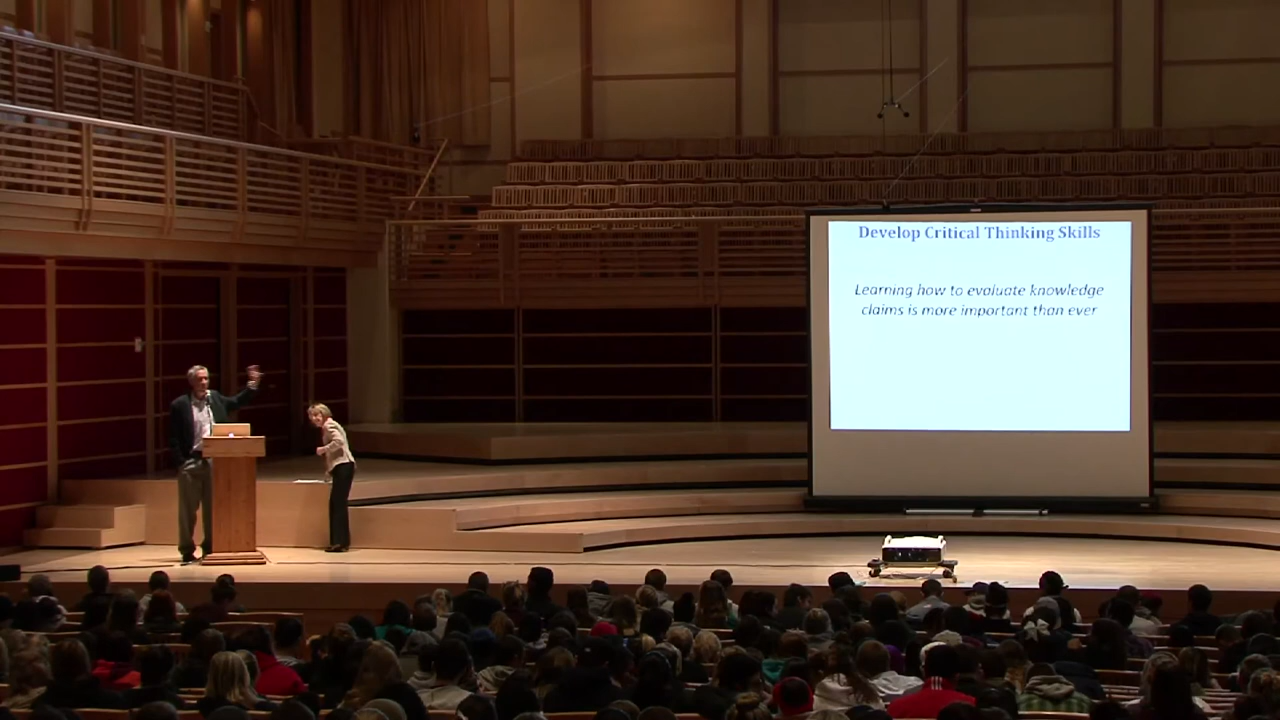 Develop Critical Thinking Skills
Learning how to evaluate knowledge
claims is more important than ever